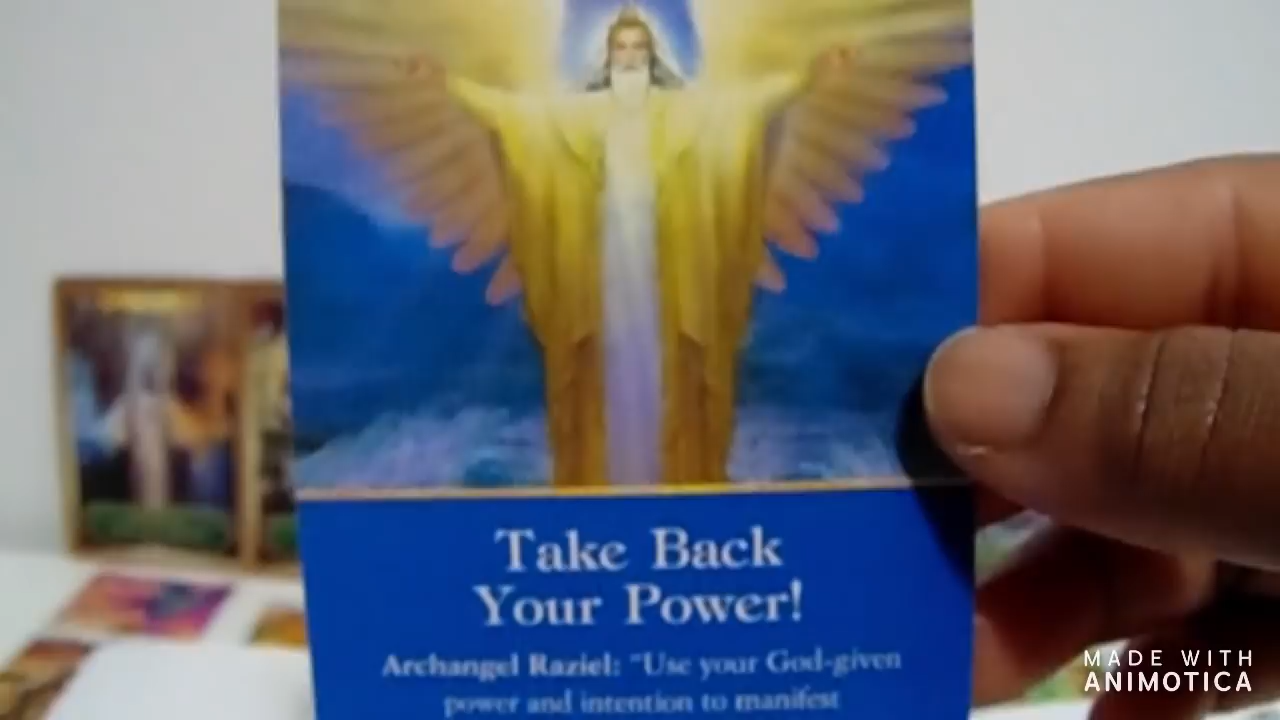 Take Back
Your Power!
Archangel Raziel: "Use your God-given
power and intention to manifest
MADE WITH
ANIMOTICA